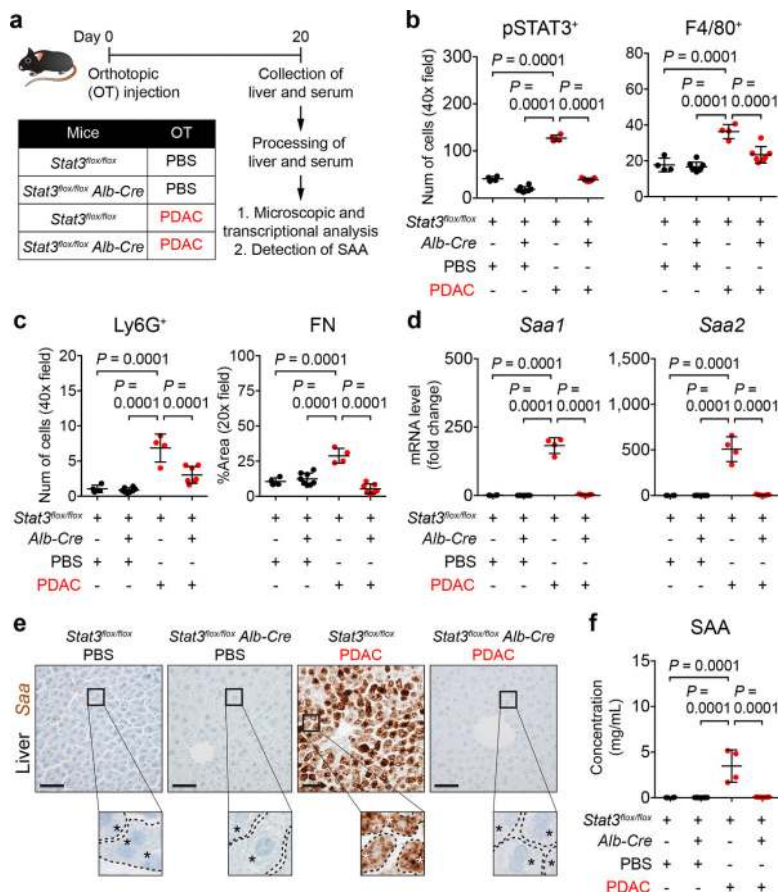 a
Day 0 20
Orthotopic
(OT) injection
Collection of
liver and serum
Processing of
liver and serum
1. Microscopic and
transcriptional analysis
2. Detection of SAA
Mice OT
Stat3flox/flox PBS
Stat3flox/flox Alb-Cre PBS
Stat3flox/flox PDAC
Stat3flox/flox Alb-Cre PDAC
b
pSTAT3+
Num of cells (40x field)
300
200
100
0
P = 0.0001
P =
0.0001 0.0001
F4/80+
80
60
40
20
0
P = 0.0001
P =
0.0001 0.0001
Stat3flox/flox + + + + + + + +
Alb-Cre - + - + - + - +
PBS + + - - + + - -
PDAC - - + + - - + +
c
Ly6G+
Num of cells (40x field)
20
15
10
5
0
P = 0.0001
P = P =
0.0001 0.0001
FN
%Area (20x field)
100
75
50
25
0
P = 0.0001
P = P =
0.0001 0.0001
Stat3flox/flox + + + + + + + +
Alb-Cre - + - + - + - +
PBS + + - - + + - -
PDAC - - + + - - + +
d
Saa1
mRNA level
(fold change)
500
250
0
P = 0.0001
P = P =
0.0001 0.0001
Saa2
1,500
1,000
500
0
P = 0.0001
P = P =
0.0001 0.0001
Stat3flox/flox + + + + + + + +
Alb-Cre - + - + - + - +
PBS + + - - + + - -
PDAC - - + + - - + +
e
Stat3flox/flox Stat3flox/flox Alb-Cre Stat3flox/flox Stat3flox/flox Alb-Cre
PBS PBS PDAC PDAC
Liver Saa
* * *
* *
*
* * *
f
SAA
Concentration
(mg/mL)
15
10
5
0
P = 0.0001
P = P =
0.0001 0.0001
Stat3flox/flox + + + +
Alb-Cre - + - +
PBS + + - -
PDAC - - + +